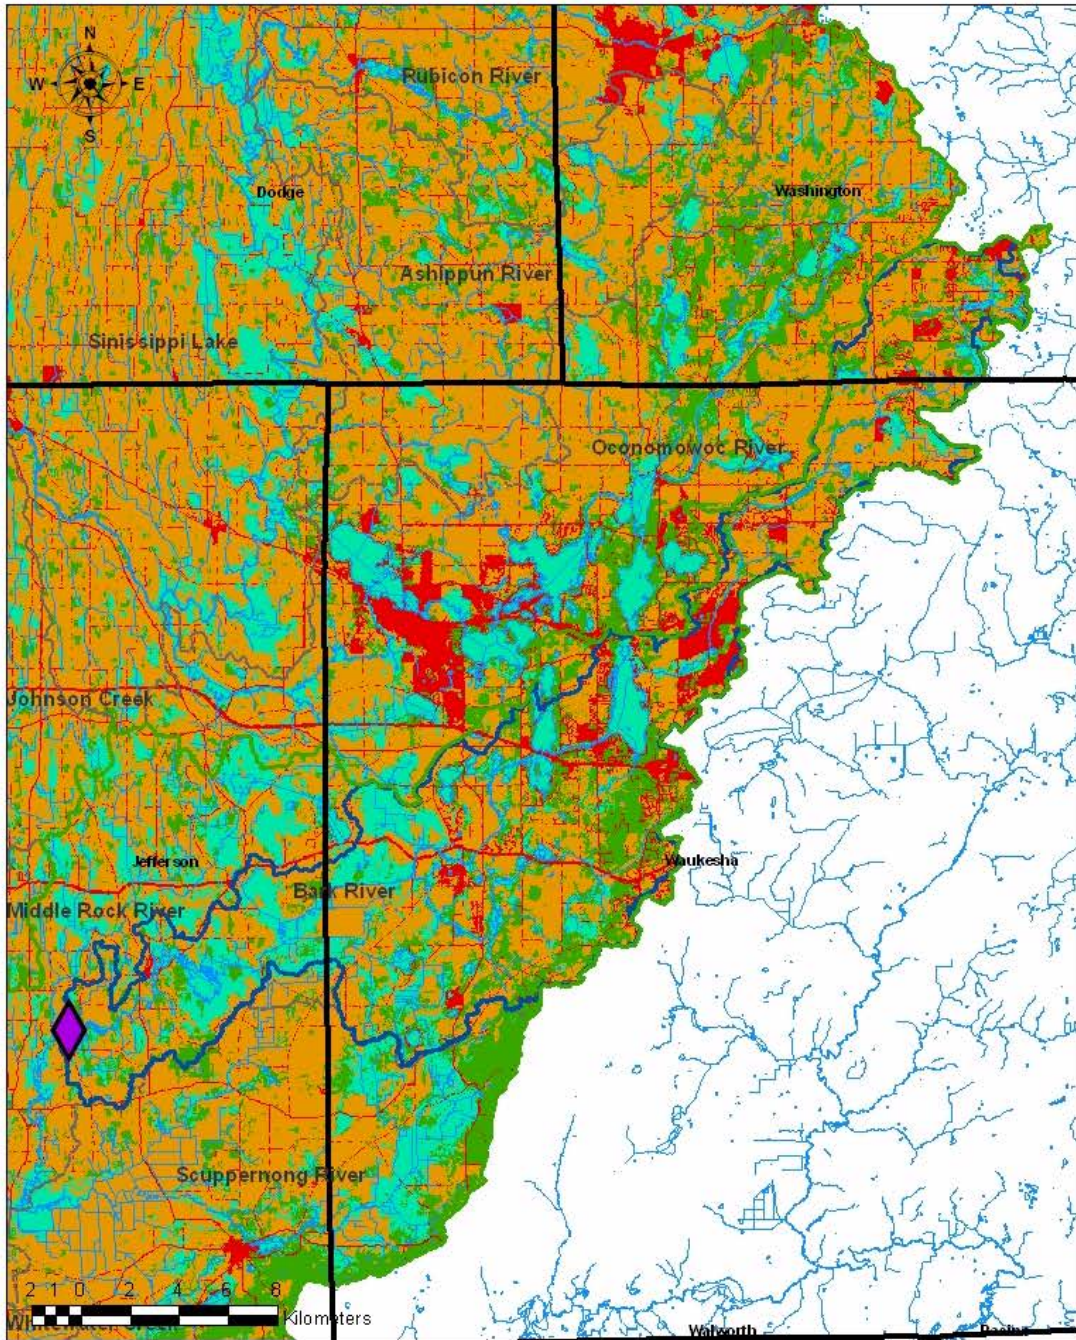 N
W E
S
Rubicon River
Dodge
Washington
Ashippun River
Sinissippi Lake
Oconomowoc River
Johnson Creek
Jefferson
Waukesha
Bark River
Middle Rock River
Scuppernong River
2 0 2 4 6 8
Kilometers
Walworth